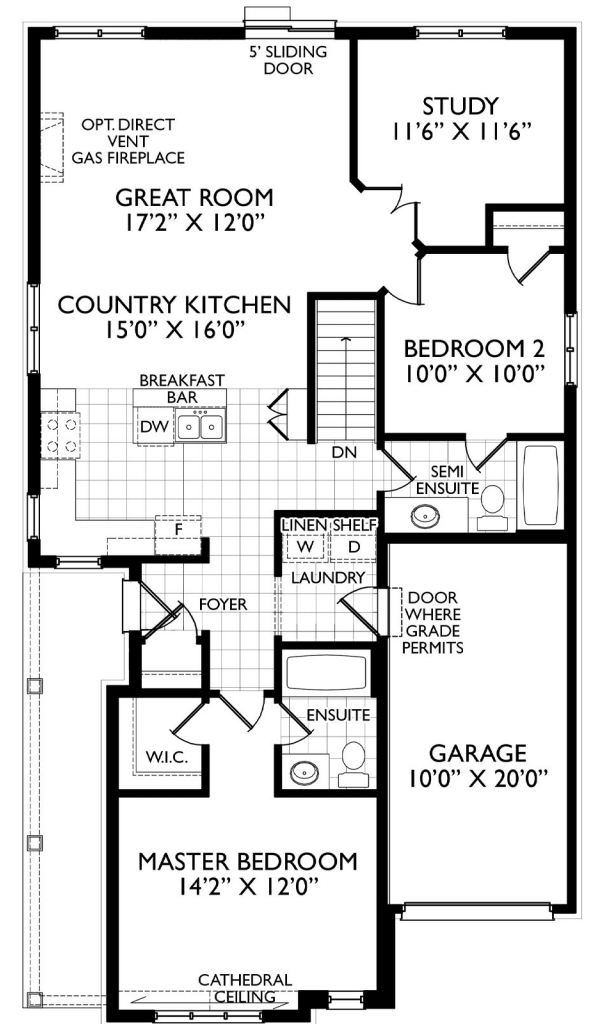 5' SLIDING
DOOR
OPT. DIRECT
VENT
GAS FIREPLACE
STUDY
11'6" X 11'6"
GREAT ROOM
17'2" X 12'0"
COUNTRY KITCHEN
15'0" X 16'0"
BEDROOM 2
10'0" X 10'0"
BREAKFAST
BAR
DW
DN
SEMI
ENSUITE
F
LINEN SHELF
W D
LAUNDRY
FOYER
DOOR
WHERE
GRADE
PERMITS
ENSUITE
W.I.C.
GARAGE
10'0" X 20'0"
MASTER BEDROOM
14'2" X 12'0"
CATHEDRAL
CEILING